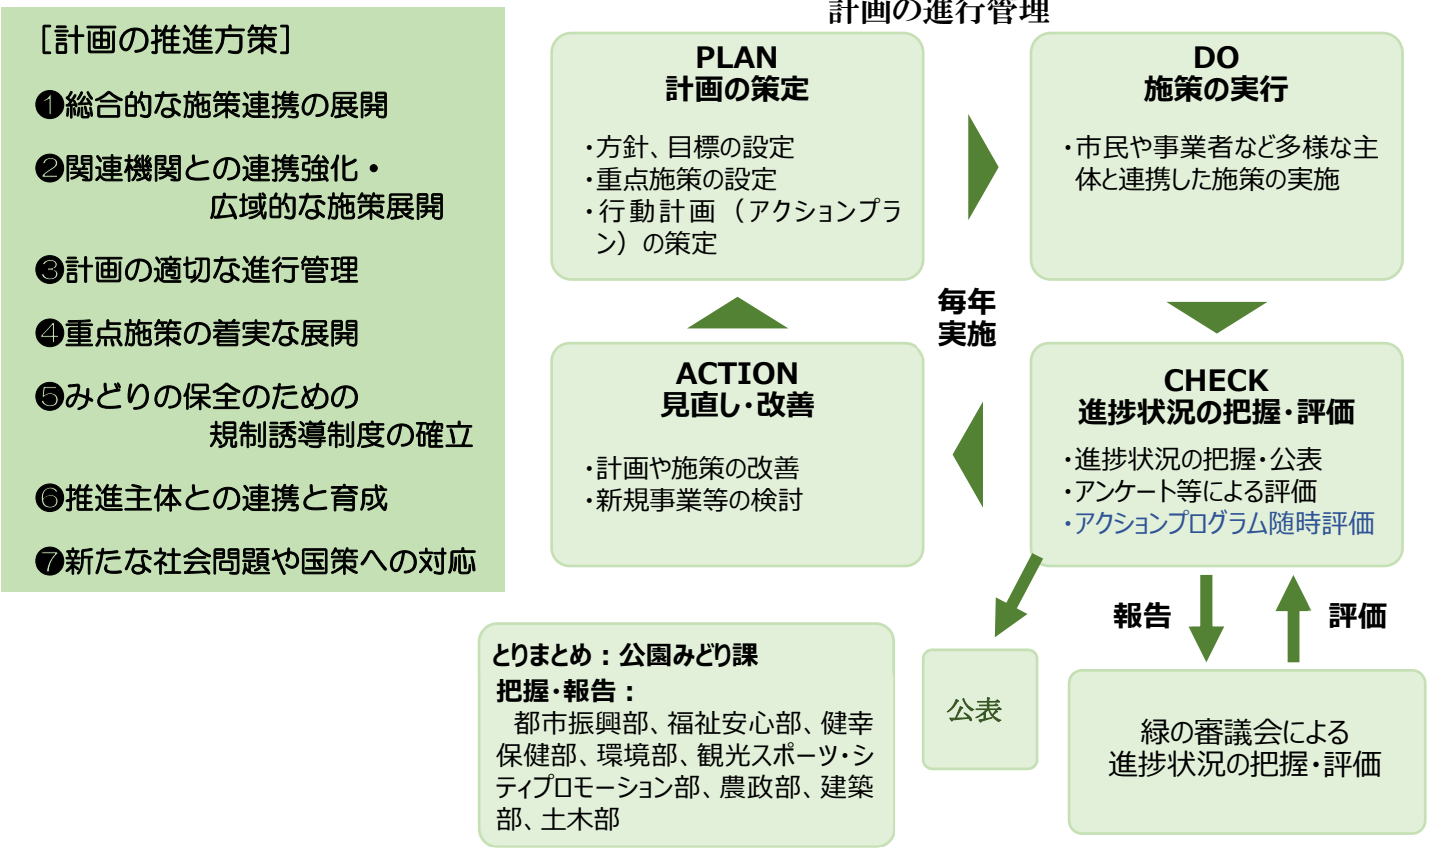 ［計画の推進方策］
❶総合的な施策連携の展開
❷関連機関との連携強化・
広域的な施策展開
❸計画の適切な進行管理
❹重点施策の着実な展開
❺みどりの保全のための
規制誘導制度の確立
❻推進主体との連携と育成
❼新たな社会問題や国策への対応
計画の進行管理
PLAN
計画の策定
・方針、目標の設定
・重点施策の設定
・行動計画（アクションプラ
ン）の策定
DO
施策の実行
・市民や事業者など多様な主
体と連携した施策の実施
毎年
実施
ACTION
見直し・改善
・計画や施策の改善
・新規事業等の検討
CHECK
進捗状況の把握・評価
・進捗状況の把握・公表
・アンケート等による評価
・アクションプログラム随時評価
報告
評価
とりまとめ：公園みどり課
把握・報告：
都市振興部、福祉安心部、健幸
保健部、環境部、観光スポーツ・シ
ティプロモーション部、農政部、建築
部、土木部
公表
緑の審議会による
進捗状況の把握・評価